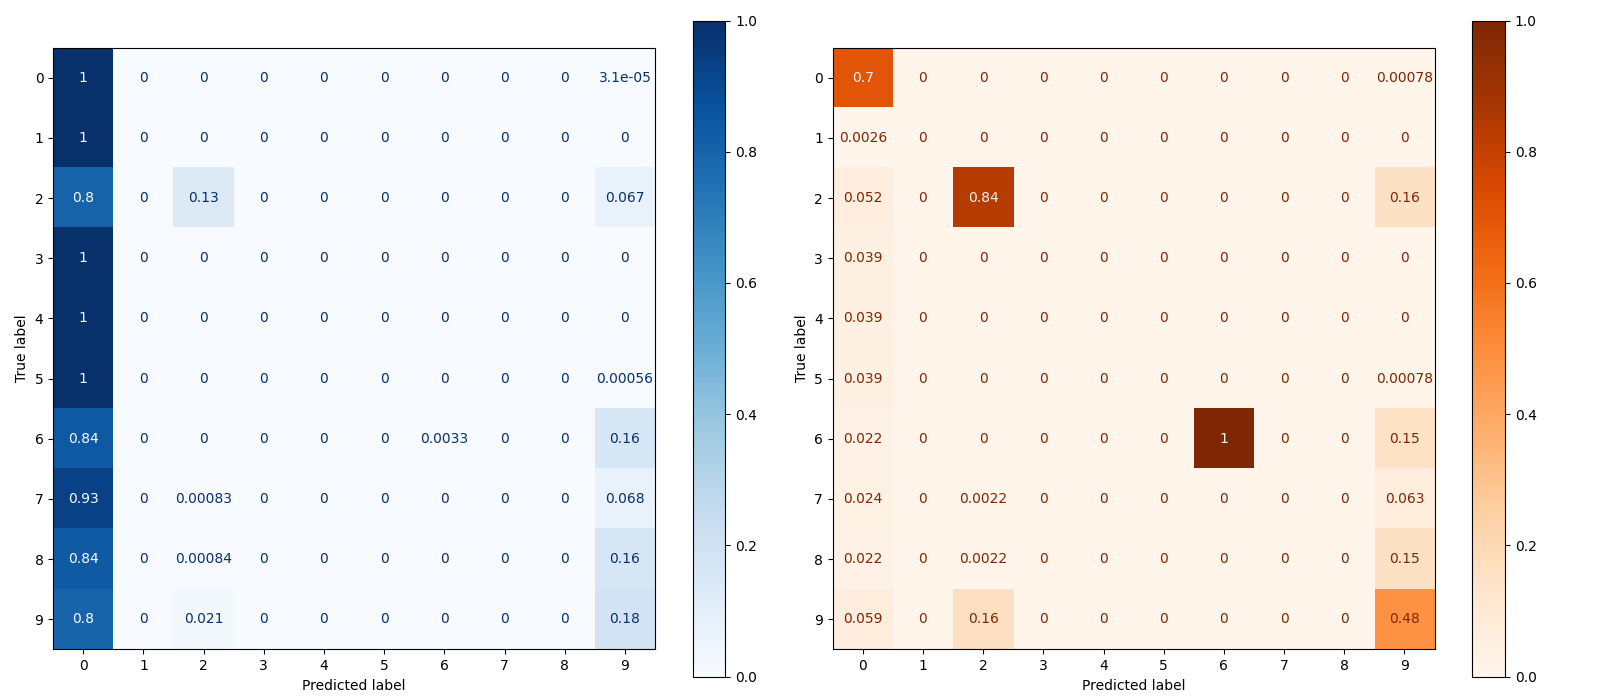 1.0 1.0
0 1 0 0 0 0 0 0 0 0 3.1e-05 0 0.7 0 0 0 0 0 0 0 0 0.00078
1 1 0 0 0 0 0 0 0 0 0 1 0.0026 0 0 0 0 0 0 0 0 0
0.8 0.8
2 0.8 0 0.13 0 0 0 0 0 0 0.067 2 0.052 0 0.84 0 0 0 0 0 0 0.16
3 1 0 0 0 0 0 0 0 0 0 3 0.039 0 0 0 0 0 0 0 0 0
0.6 0.6
4 1 0 0 0 0 0 0 0 0 0 4 0.039 0 0 0 0 0 0 0 0 0
True label True label
5 1 0 0 0 0 0 0 0 0 0.00056 5 0.039 0 0 0 0 0 0 0 0 0.00078
0.4 0.4
6 0.84 0 0 0 0 0 0.0033 0 0 0.16 6 0.022 0 0 0 0 0 1 0 0 0.15
7 0.93 0 0.00083 0 0 0 0 0 0 0.068 7 0.024 0 0.0022 0 0 0 0 0 0 0.063
0.2 0.2
8 0.84 0 0.00084 0 0 0 0 0 0 0.16 8 0.022 0 0.0022 0 0 0 0 0 0 0.15
9 0.8 0 0.021 0 0 0 0 0 0 0.18 9 0.059 0 0.16 0 0 0 0 0 0 0.48
0 1 2 3 4 5 6 7 8 9 0.0 0 1 2 3 4 5 6 7 8 9 0.0
Predicted label Predicted label